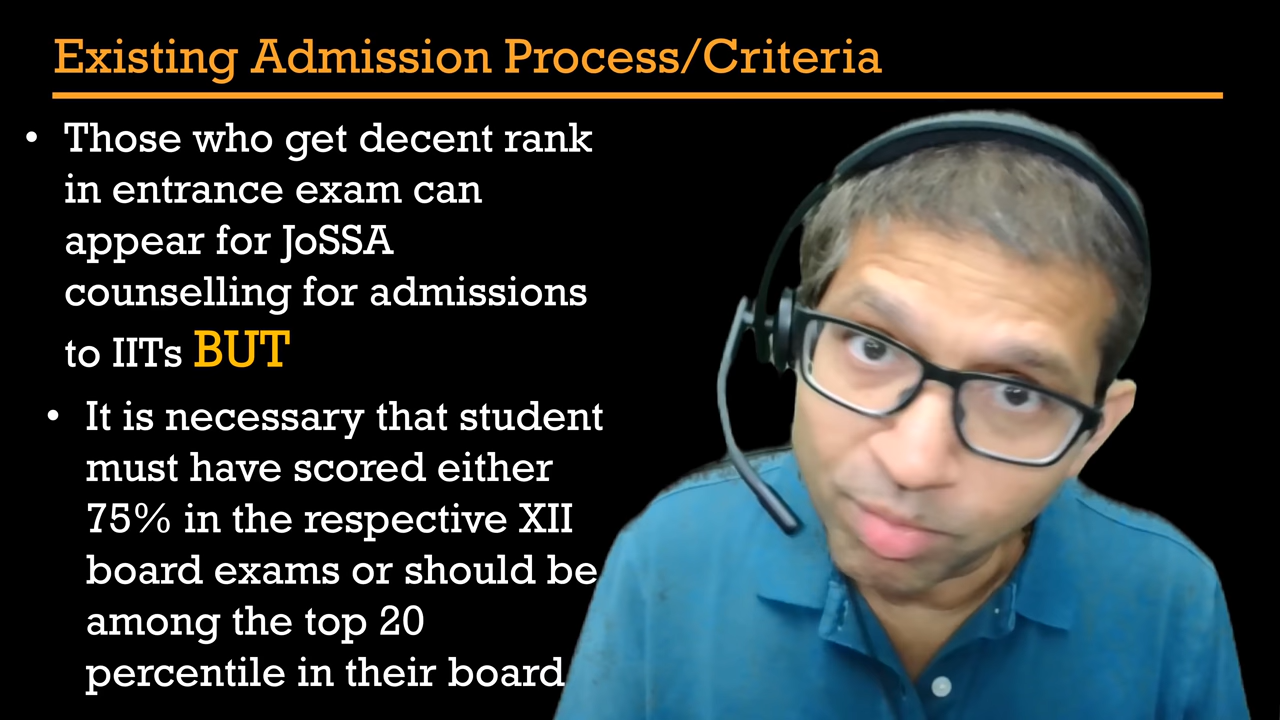 Existing Admission Process/Criteria
• Those who get decent rank
in entrance exam can
appear for JoSSA
counselling for admissions
to IITs BUT
• It is necessary that student
must have scored either
75% in the respective XII
board exams or should be
among the top 20
percentile in their board